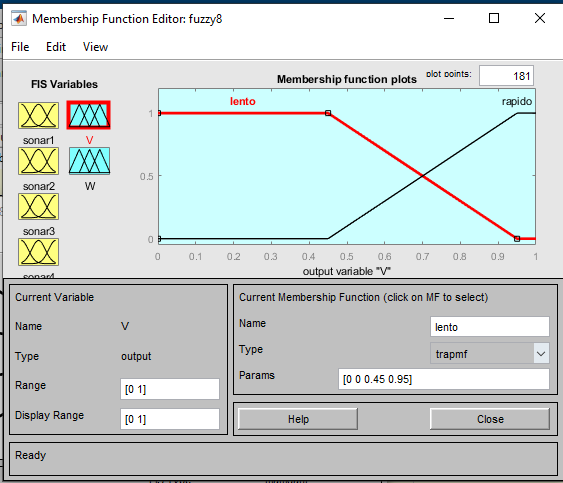 Membership Function Editor: fuzzy8
File Edit View
FIS Variables
Membership function plots
plot points:
181
sonar1
V
sonar2
W
sonar3
lento
rapido
1
0.5
0
0 0.1 0.2 0.3 0.4 0.5 0.6 0.7 0.8 0.9 1
output variable "V"
Current Variable
Name V
Type output
Range [0 1]
Display Range [0 1]
Current Membership Function (click on MF to select)
Name lento
Type trapmf
Params [0 0 0.45 0.95]
Help
Close
Ready